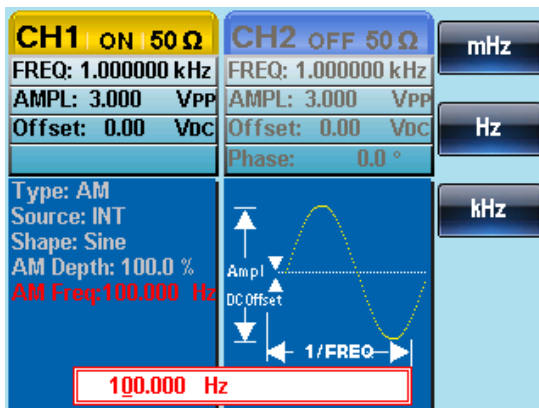 CH1 ON 50 Ω
FREQ: 1.000000 kHz
AMPL: 3.000 VPP
Offset: 0.00 VDC
CH2 OFF 50 Ω
FREQ: 1.000000 kHz
AMPL: 3.000 VPP
Offset: 0.00 VDC
Phase: 0.0 °
mHz
Hz
kHz
Type: AM
Source: INT
Shape: Sine
AM Depth: 100.0 %
AM Freq:100.000 Hz
Ampl
DC Offset
1/FREQ
100.000 Hz